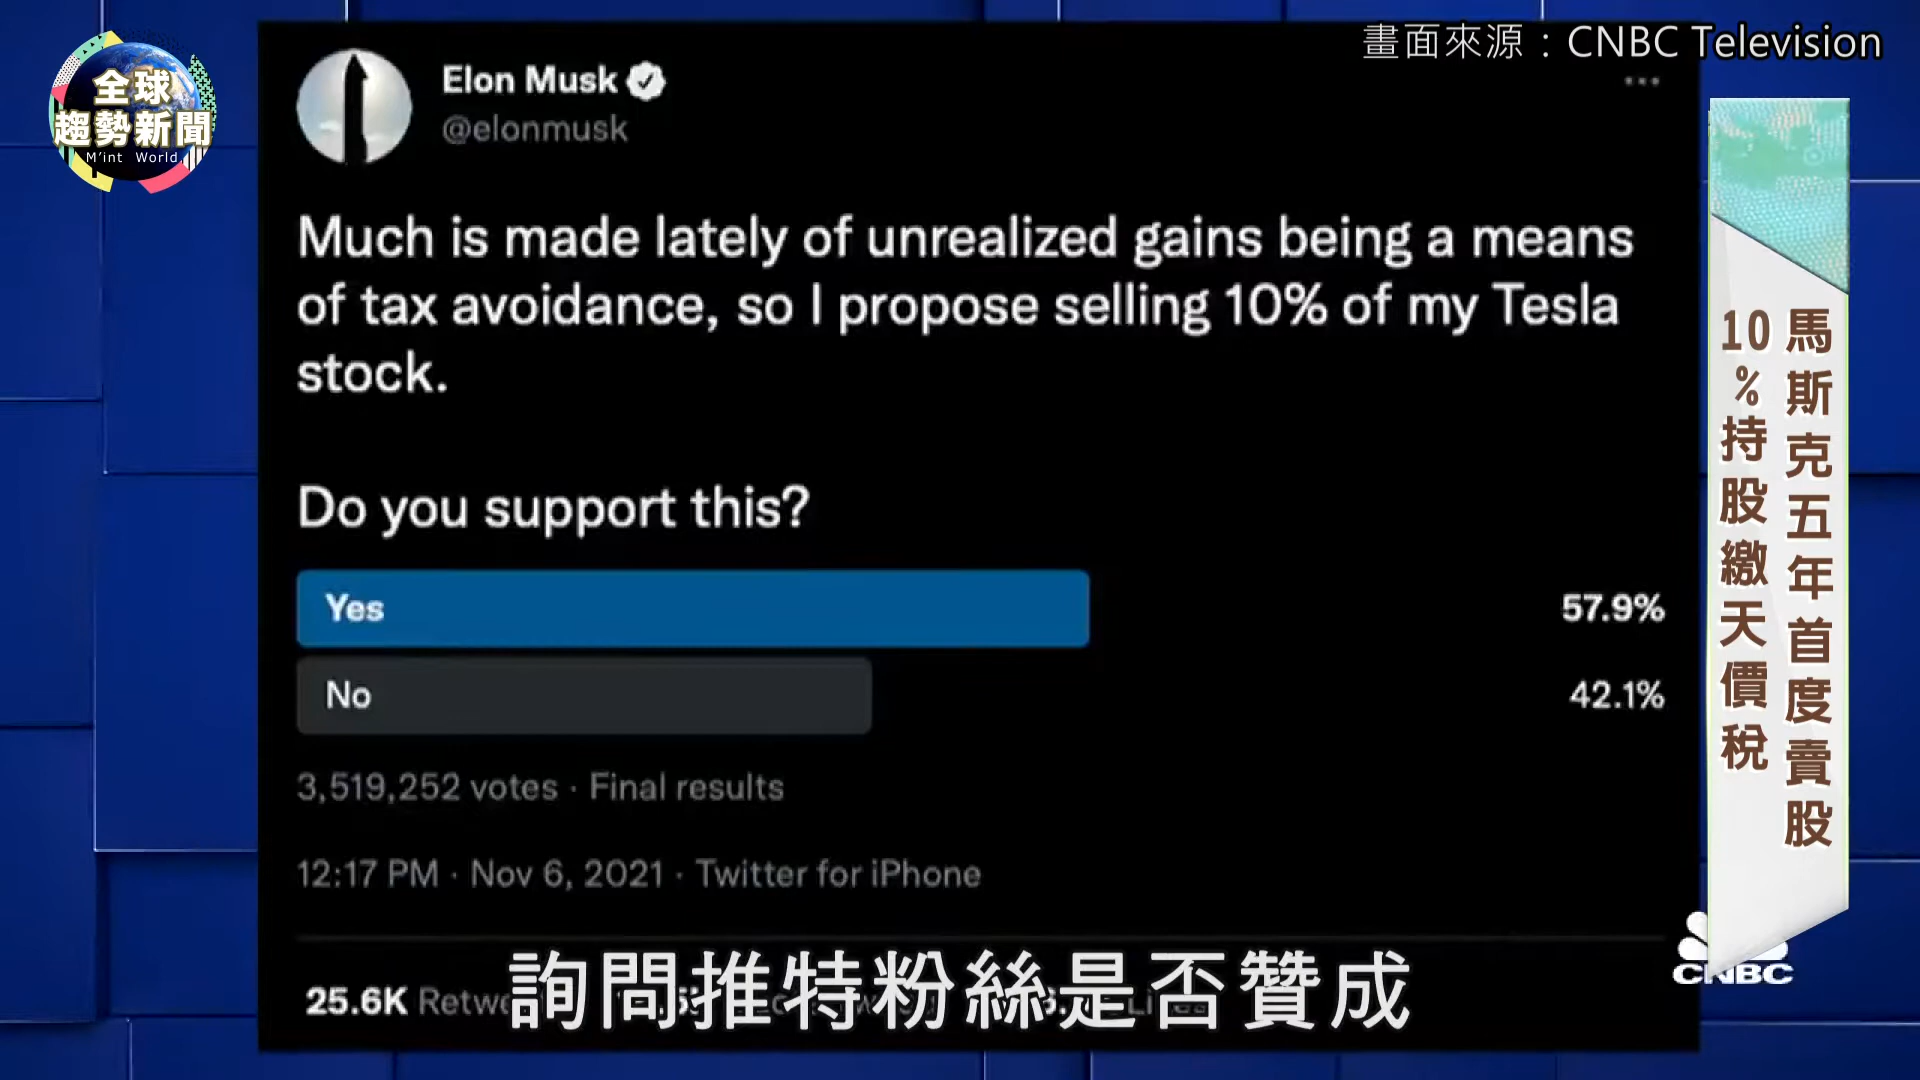 畫面來源：CNBC Television
全球
趨勢新聞
M'int World
Elon Musk
@elonmusk
Much is made lately of unrealized gains being a means
of tax avoidance, so I propose selling 10% of my Tesla
stock.
Do you support this?
Yes 57.9%
No 42.1%
3,519,252 votes · Final results
12:17 PM · Nov 6, 2021 · Twitter for iPhone
25.6K
詢問推特粉絲是否贊成
馬斯克五年首度賣股
10%持股繳天價稅
CNBC